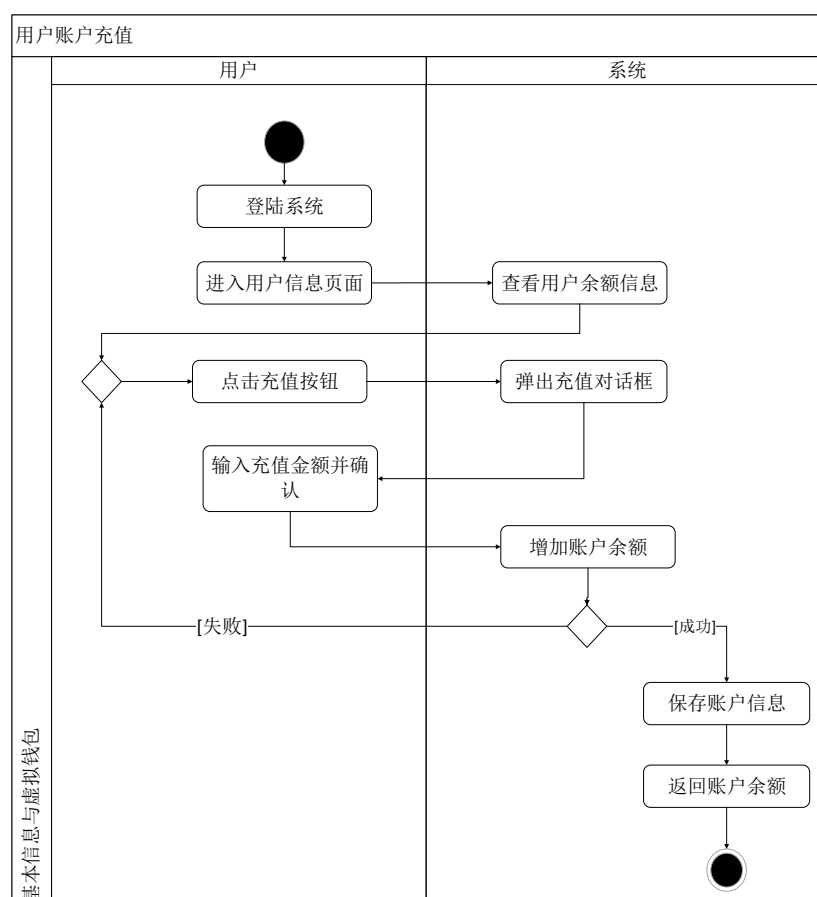 用户账户充值
用户
系统
登陆系统
进入用户信息页面
查看用户余额信息
点击充值按钮
弹出充值对话框
输入充值金额并确
认
增加账户余额
[失败]
[成功]
保存账户信息
返回账户余额
基本信息与虚拟钱包